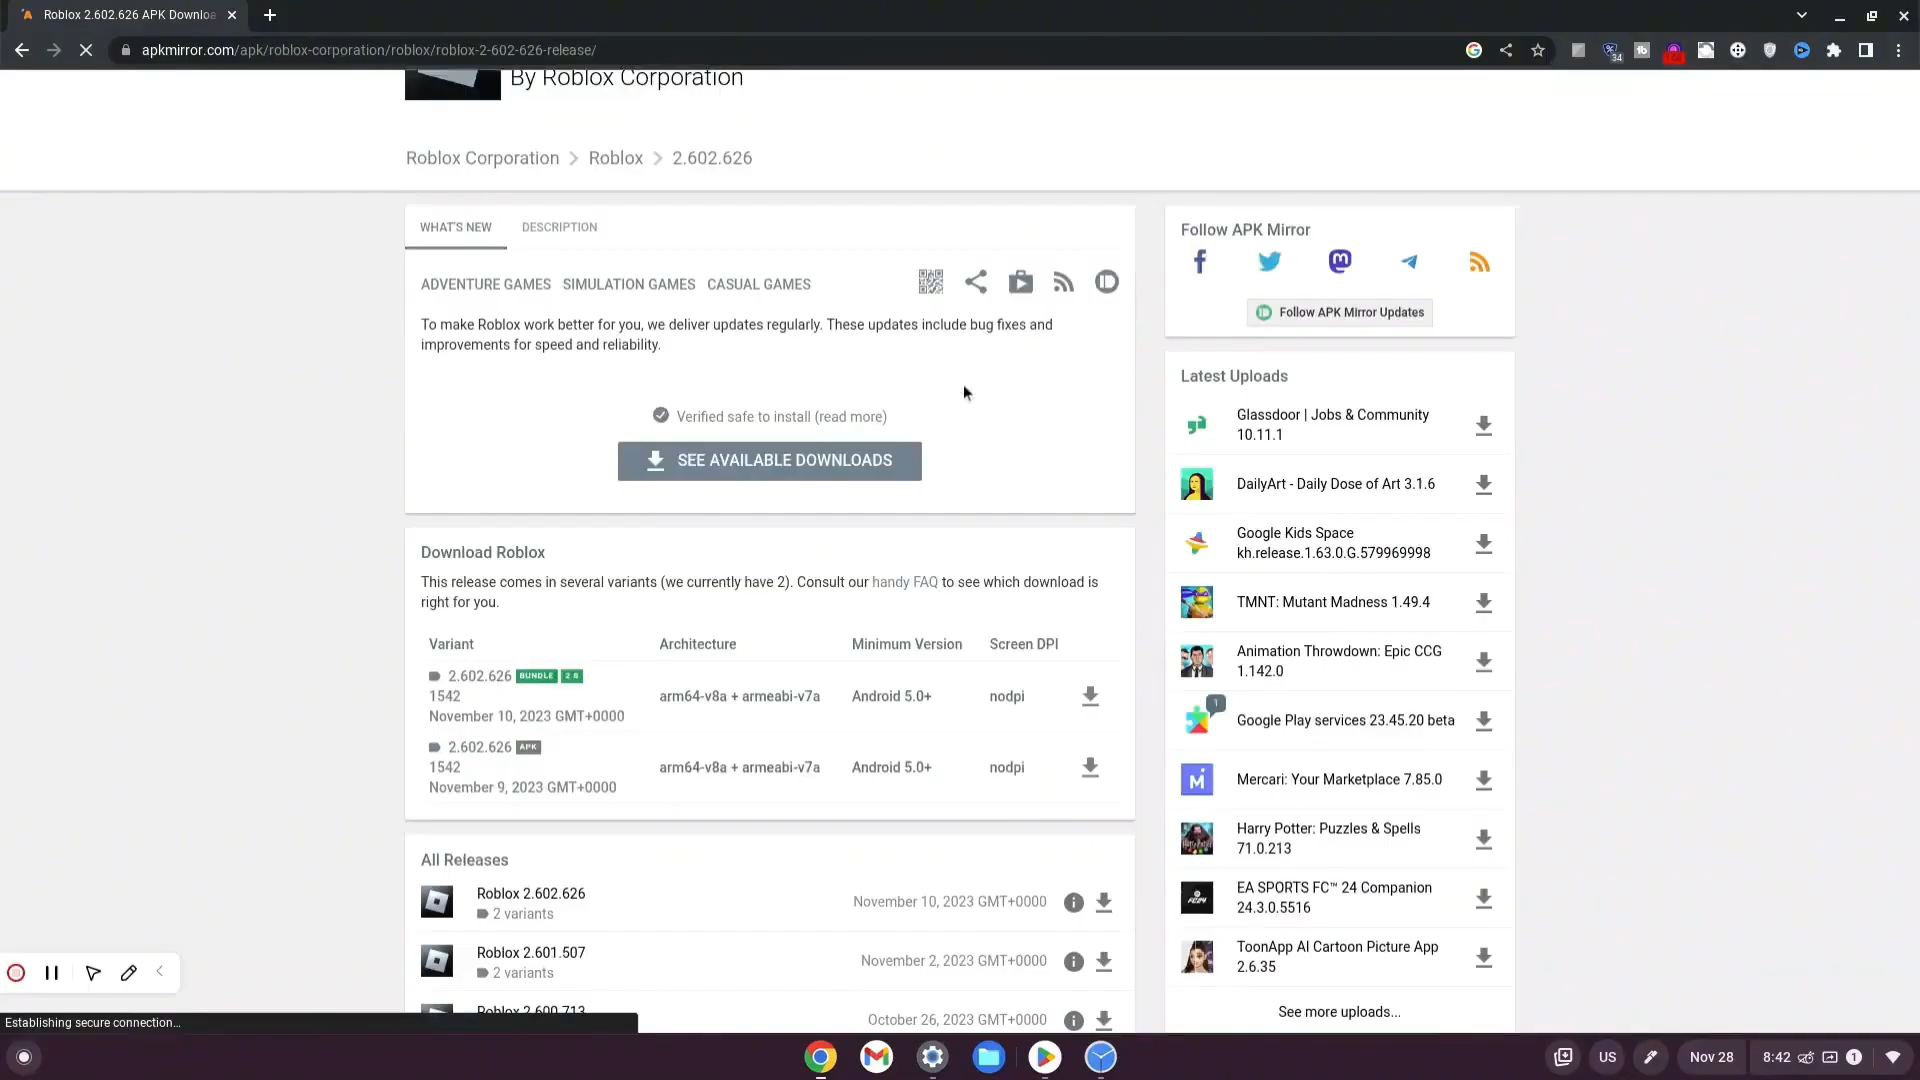 Roblox 2.602.626 APK Downloa
apkmirror.com/apk/roblox-corporation/roblox/roblox-2-602-626-release/
34
By Roblox Corporation
Roblox Corporation
Roblox
2.602.626
WHAT'S NEW
DESCRIPTION
ADVENTURE GAMES
SIMULATION GAMES
CASUAL GAMES
To make Roblox work better for you, we deliver updates regularly. These updates include bug fixes and
improvements for speed and reliability.
Verified safe to install (read more)
SEE AVAILABLE DOWNLOADS
Download Roblox
This release comes in several variants (we currently have 2). Consult our handy FAQ to see which download is
right for you.
Variant
Architecture
Minimum Version
Screen DPI
2.602.626 BUNDLE
1542
November 10, 2023 GMT+0000
arm64-v8a + armeabi-v7a
Android 5.0+
nodpi
2.602.626 APK
1542
November 9, 2023 GMT+0000
arm64-v8a + armeabi-v7a
Android 5.0+
nodpi
All Releases
Roblox 2.602.626
2 variants
November 10, 2023 GMT+0000
Roblox 2.601.507
2 variants
November 2, 2023 GMT+0000
Roblox 2.600.713
October 26, 2023 GMT+0000
Follow APK Mirror
Follow APK Mirror Updates
Latest Uploads
Glassdoor | Jobs & Community
10.11.1
DailyArt - Daily Dose of Art 3.1.6
Google Kids Space
kh.release.1.63.0.G.579969998
TMNT: Mutant Madness 1.49.4
Animation Throwdown: Epic CCG
1.142.0
1
Google Play services 23.45.20 beta
Mercari: Your Marketplace 7.85.0
Harry Potter: Puzzles & Spells
71.0.213
EA SPORTS FC™ 24 Companion
24.3.0.5516
ToonApp AI Cartoon Picture App
2.6.35
See more uploads...
Establishing secure connection...
US
Nov 28
8:42
1